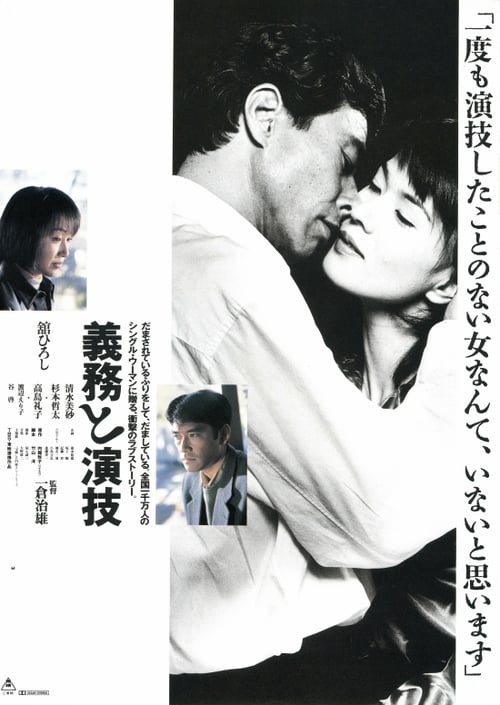 「一度も演技したことのない女なんて、いないと思います」
だまされているふりをして、だましている。全国二千万人の
シングル・ウーマンに贈る、衝撃のラブストーリー。
義務と演技
清水美砂
杉本哲太
高島礼子
渡辺えり子
谷 啓
舘ひろし
監督
一倉治雄